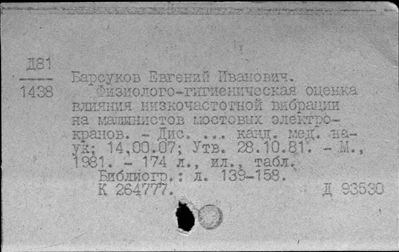 Д81
1438
Барсуков Евгений Иванович.
Физиолого-гигиеническая оценка
влияния низкочастотной вибрации
на машинистов мостовых электро-
кранов. - Дис. ... канд. мед. на-
ук; 14.00.07; Утв. 28.10.81. - М.,
1981. - 174 л., ил., табл.
Библиогр.: л. 139-158.
К 264777. Д 93530